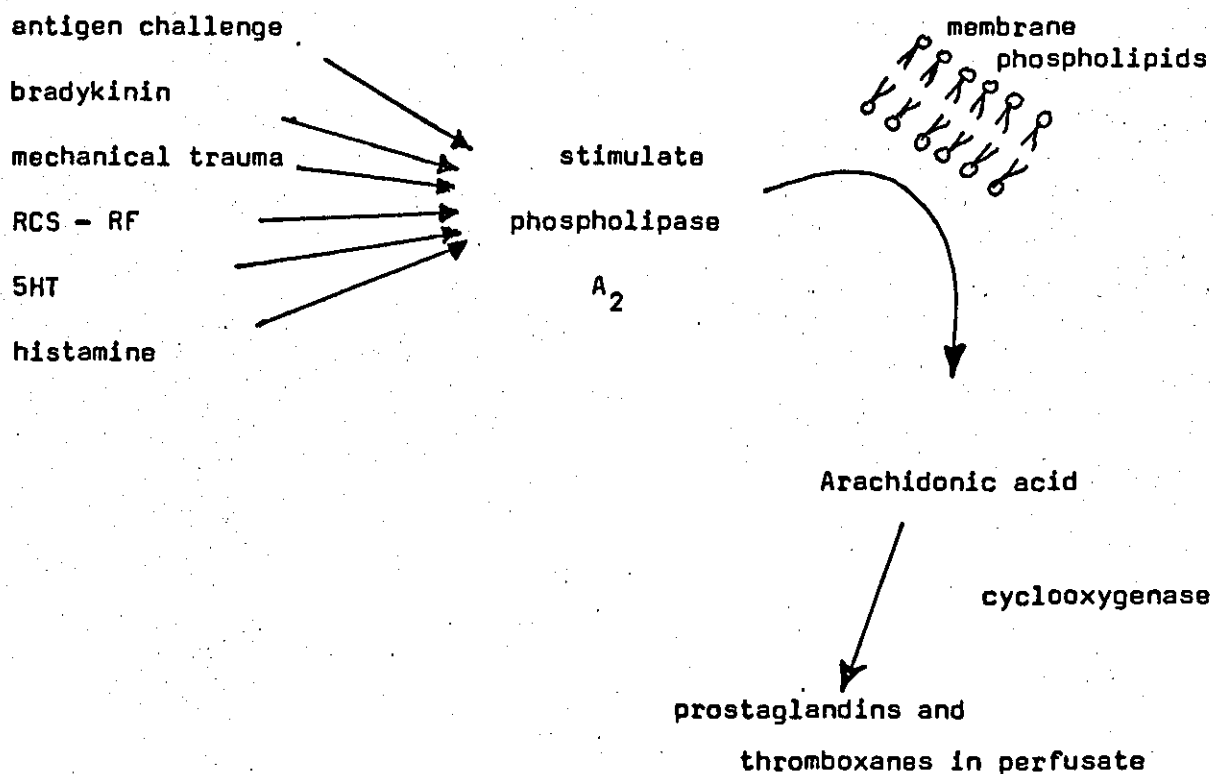 antigen challenge
bradykinin
mechanical trauma
RCS - RF
5HT
histamine
stimulate
phospholipase
A2
membrane
phospholipids
Arachidonic acid
cyclooxygenase
prostaglandins and
thromboxanes in perfusate